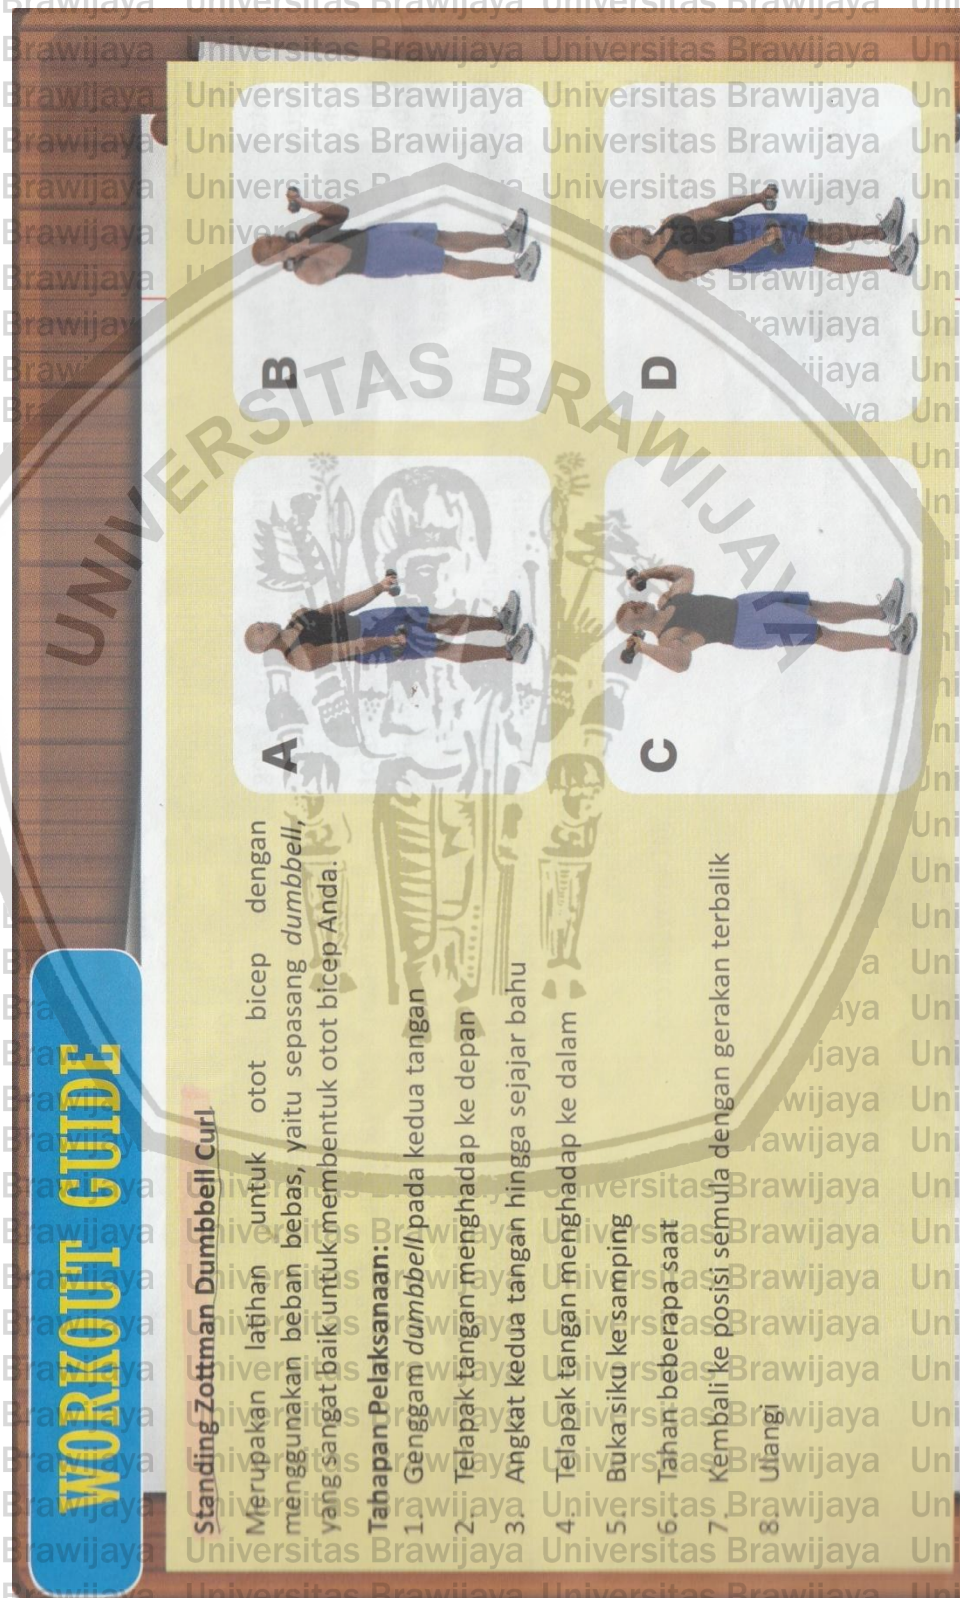 WORKOUT GUIDE
Standing Zottman Dumbbell Curl
Merupakan latihan untuk otot bicep dengan
menggunakan beban bebas, yaitu sepasang dumbbell,
yang sangat baik untuk membentuk otot bicep Anda.
Tahapan Pelaksanaan:
1. Genggam dumbbell pada kedua tangan
2. Telapak tangan menghadap ke depan
3. Angkat kedua tangan hingga sejajar bahu
4. Telapak tangan menghadap ke dalam
5. Buka siku ke samping
6. Tahan beberapa saat
7. Kembali ke posisi semula dengan gerakan terbalik
8. Ulangi
A
B
C
D
UNIVERSITAS BRAWIJAYA